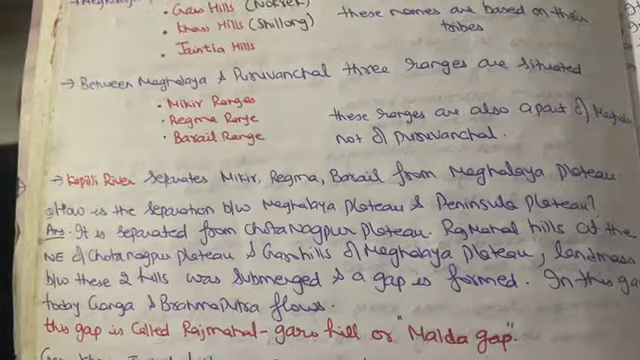 • Garo Hills (Nokrek)
• Khasi Hills (Shillong)
• Jaintia Hills
these names are based on their tribes
→ Between Meghalaya & Puruvanchal three ranges are situated
• Mikir Ranges
• Regma Range
• Barail Range
these ranges are also a part of
not of Puruvanchal.
→ Kopilli River Separates Mikir, Regma, Barail from Meghalaya Plateau
How is the separation b/w Meghalaya plateau & Peninsula plateau?
Ans- It is separated from Chotanagpur plateau. Rajmahal hills at the
NE of Chotanagpur plateau & Garo hills of Meghalaya plateau, landmass
b/w these 2 hills was submerged & a gap is formed. In this
today Ganga & Brahmaputra flows.
this gap is called Rajmahal-garo hill or "Malda gap".